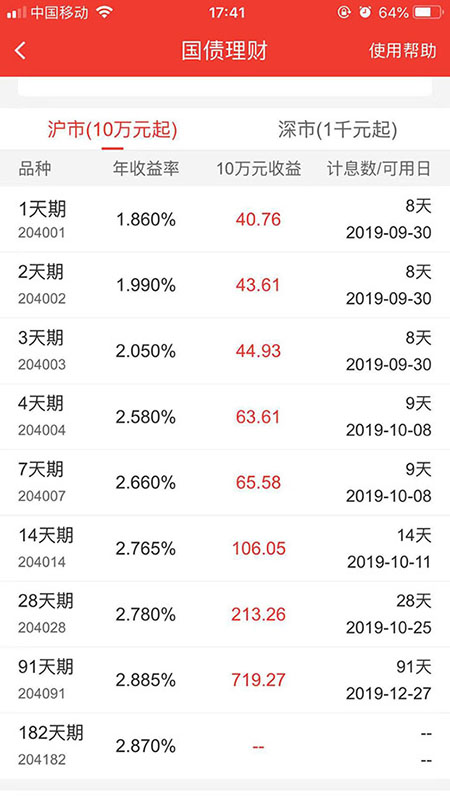 中国移动 17:41 64%
国债理财 使用帮助
沪市(10万元起) 深市(1千元起)
品种 年收益率 10万元收益 计息数/可用日
1天期 1.860% 40.76 8天
204001 2019-09-30
2天期 1.990% 43.61 8天
204002 2019-09-30
3天期 2.050% 44.93 8天
204003 2019-09-30
4天期 2.580% 63.61 9天
204004 2019-10-08
7天期 2.660% 65.58 9天
204007 2019-10-08
14天期 2.765% 106.05 14天
204014 2019-10-11
28天期 2.780% 213.26 28天
204028 2019-10-25
91天期 2.885% 719.27 91天
204091 2019-12-27
182天期 2.870% -- --
204182 --